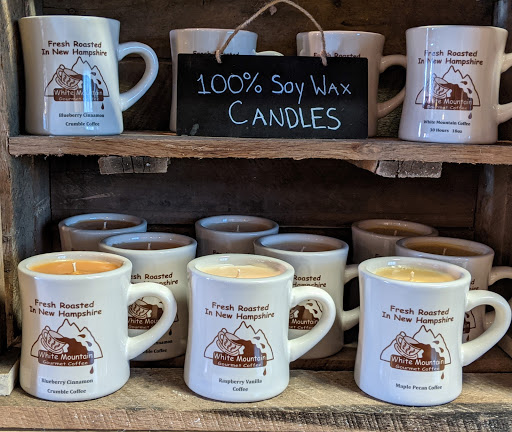 Fresh Roasted
In New Hampshire
White Mountain
Gourmet Coffee
Blueberry Cinnamon
Crumble Coffee
100% Soy Wax
CANDLES
Fresh Roasted
In New Hampshire
White Mountain
Gourmet Coffee
White Mountain Coffee
Fresh Roasted
In New Hampshire
White Mountain
Gourmet Coffee
Blueberry Cinnamon
Crumble Coffee
Fresh Roasted
In New Hampshire
White Mountain
Gourmet Coffee
Raspberry Vanilla
Coffee
Fresh Roasted
In New Hampshire
White Mountain
Gourmet Coffee
Maple Pecan Coffee